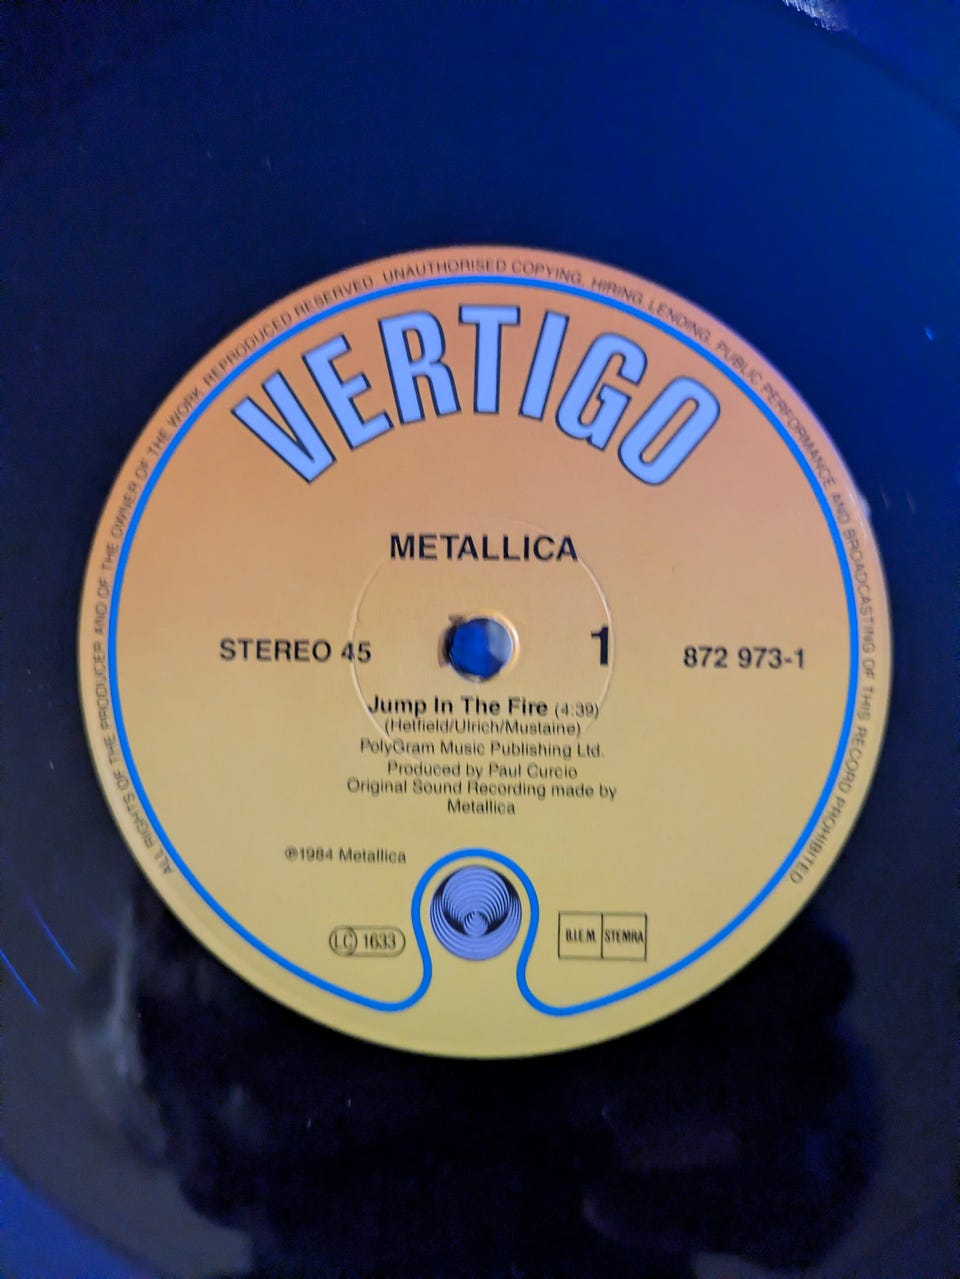 ALL RIGHTS OF THE PRODUCER AND OF THE OWNER OF THE WORK REPRODUCED RESERVED UNAUTHORISED COPYING, HIRING, LENDING, PUBLIC PERFORMANCE AND BROADCASTING OF THIS RECORD PROHIBITED
VERTIGO
METALLICA
STEREO 45
1
872 973-1
Jump In The Fire (4:39)
(Hetfield/Ulrich/Mustaine)
PolyGram Music Publishing Ltd.
Produced by Paul Curcio
Original Sound Recording made by
Metallica
℗1984 Metallica
LC 1633
B.I.E.M. STEMRA